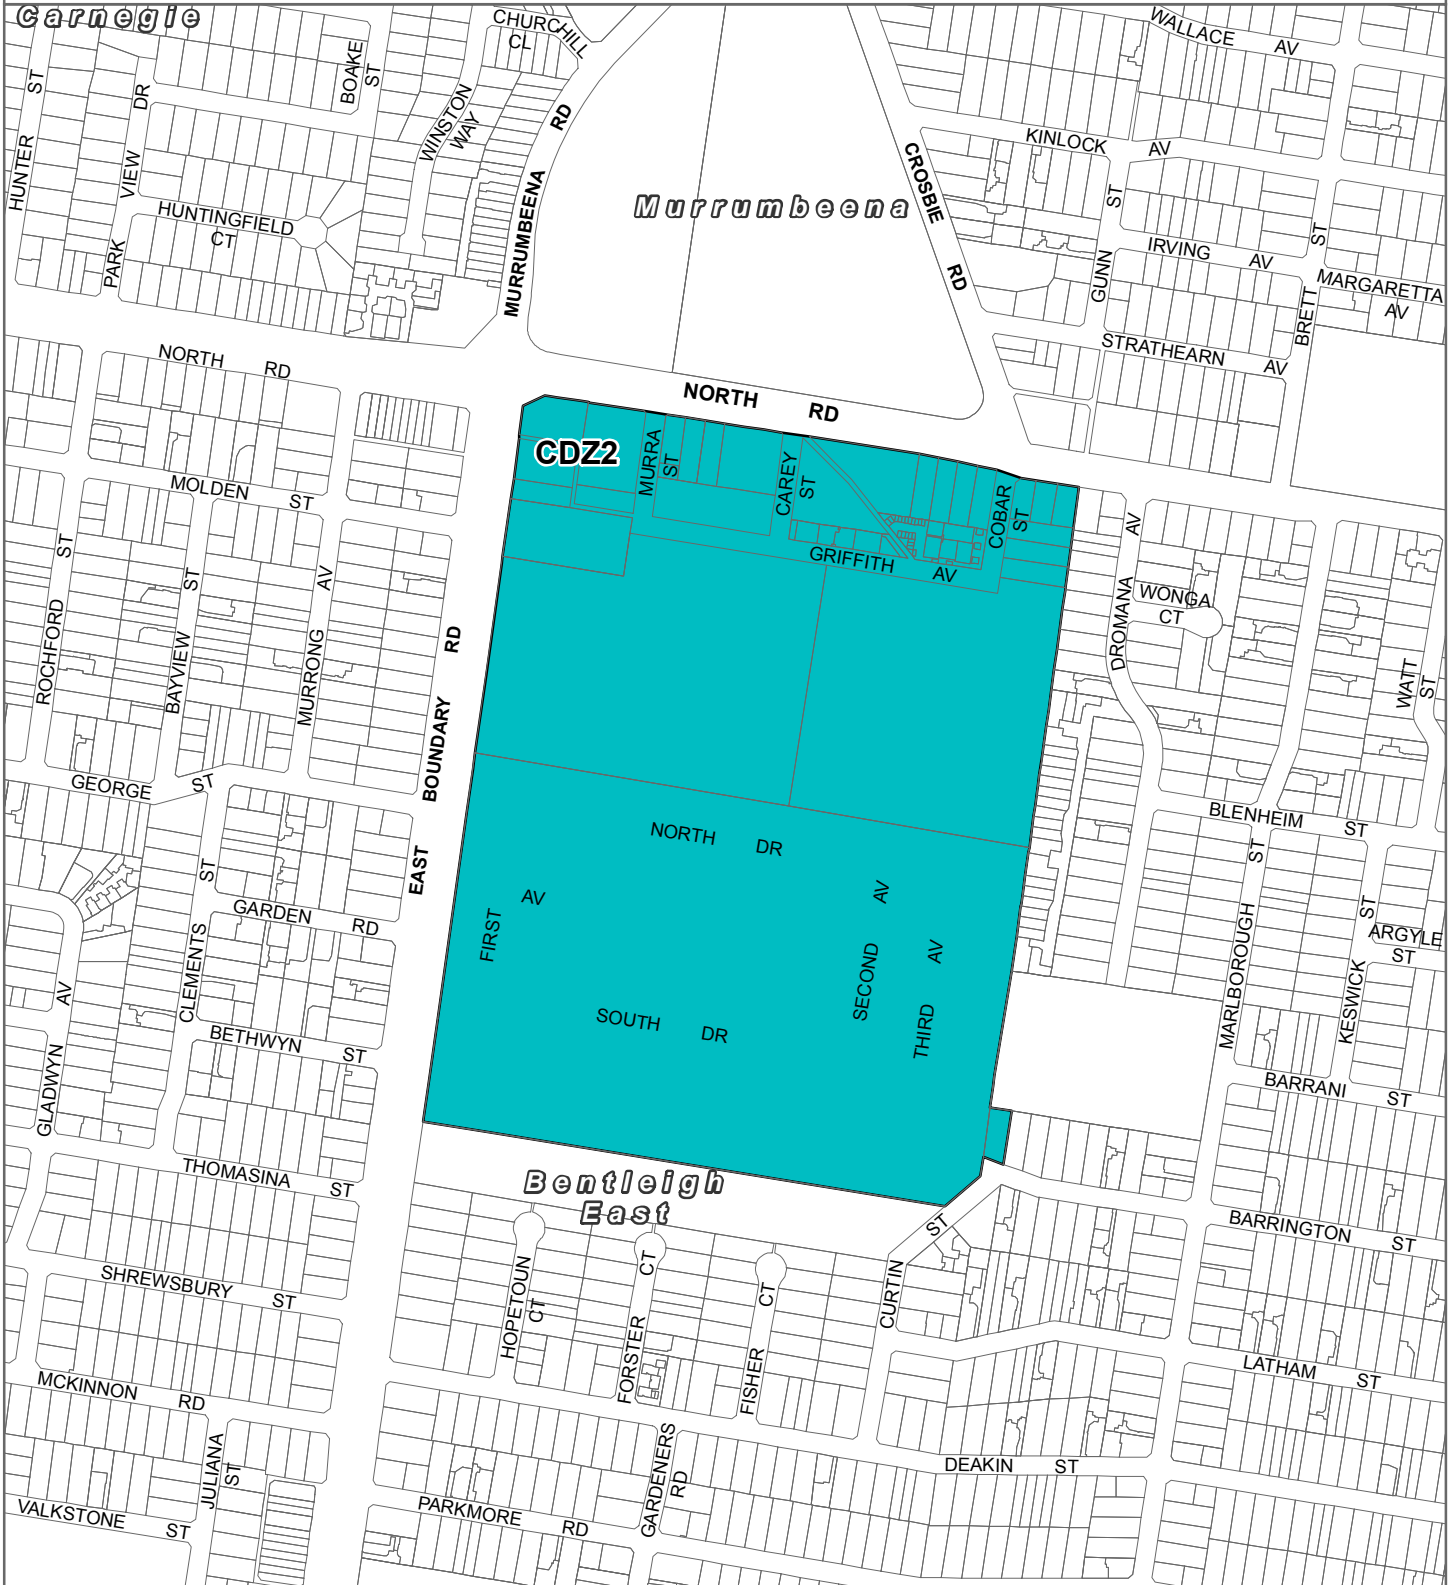 Carnegie
CHURCHILL
CL
WALLACE AV
HUNTER ST
VIEW DR
PARK
BOAKE ST
WINSTON
WAY
MURRUMBEENA RD
KINLOCK AV
CROSBIE RD
Murrumbeena
HUNTINGFIELD
CT
GUNN ST
IRVING AV
BRETT ST
MARGARETTA
AV
STRATHEARN AV
NORTH RD
NORTH RD
CDZ2
MURRA
ST
CAREY
ST
COBAR
ST
GRIFFITH AV
MOLDEN ST
ROCHFORD ST
BAYVIEW ST
MURRONG AV
EAST BOUNDARY RD
DROMANA AV
WONGA
CT
WATT
ST
GEORGE ST
BLENHEIM ST
NORTH DR
FIRST AV
SECOND AV
THIRD AV
SOUTH DR
CLEMENTS ST
GARDEN RD
MARLBOROUGH ST
KESWICK ST
ARGYLE
ST
GLADWYN AV
BETHWYN ST
BARRANI ST
THOMASINA ST
Bentleigh
East
CURTIN ST
BARRINGTON ST
SHREWSBURY ST
HOPETOUN
CT
FORSTER CT
FISHER CT
LATHAM ST
MCKINNON RD
JULIANA
ST
GARDENERS
RD
DEAKIN ST
VALKSTONE ST
PARKMORE RD